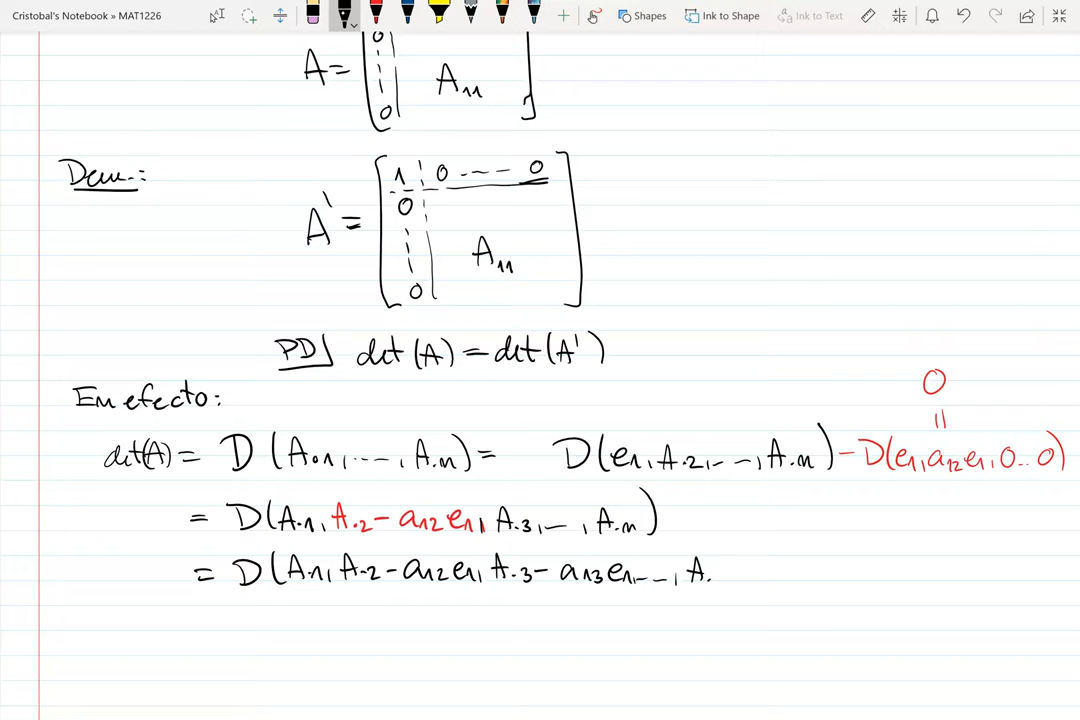 Cristobal's Notebook » MAT1226
Shapes
Ink to Shape
Ink to Text
A = [ 0 ¦ 0 A₁₁ ]
Dem.:
A' = [ 1 0 ---- 0
0 ¦ 0 A₁₁ ]
PD/ det(A) = det(A')
En efecto:
0
=
det(A) = D(A.₁, ---, A.n) = D(e₁, A.₂, --, A.n) - D(e₁, a₁₂e₁, 0..0)
= D(A.₁, A.₂ - a₁₂e₁, A.₃, -, A.n)
= D(A.₁, A.₂ - a₁₂e₁, A.₃ - a₁₃e₁, --, A.